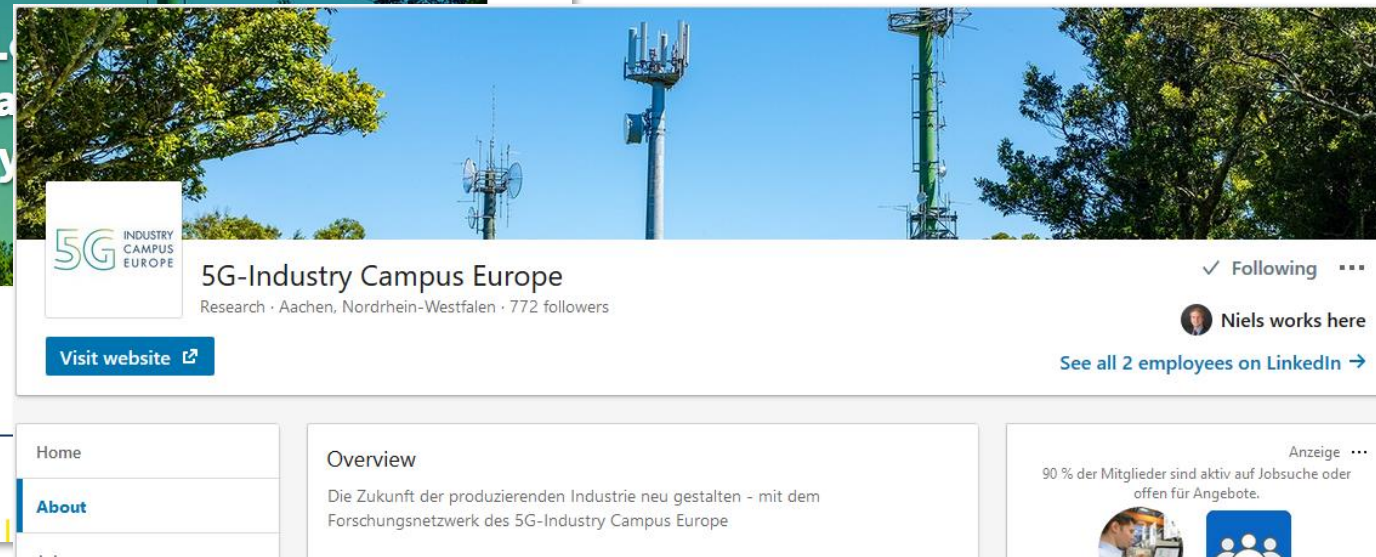 5G INDUSTRY
CAMPUS
EUROPE
5G-Industry Campus Europe
Research · Aachen, Nordrhein-Westfalen · 772 followers
Visit website
✓ Following
Niels works here
See all 2 employees on LinkedIn →
Home
About
Overview
Die Zukunft der produzierenden Industrie neu gestalten - mit dem
Forschungsnetzwerk des 5G-Industry Campus Europe
Anzeige
90 % der Mitglieder sind aktiv auf Jobsuche oder
offen für Angebote.